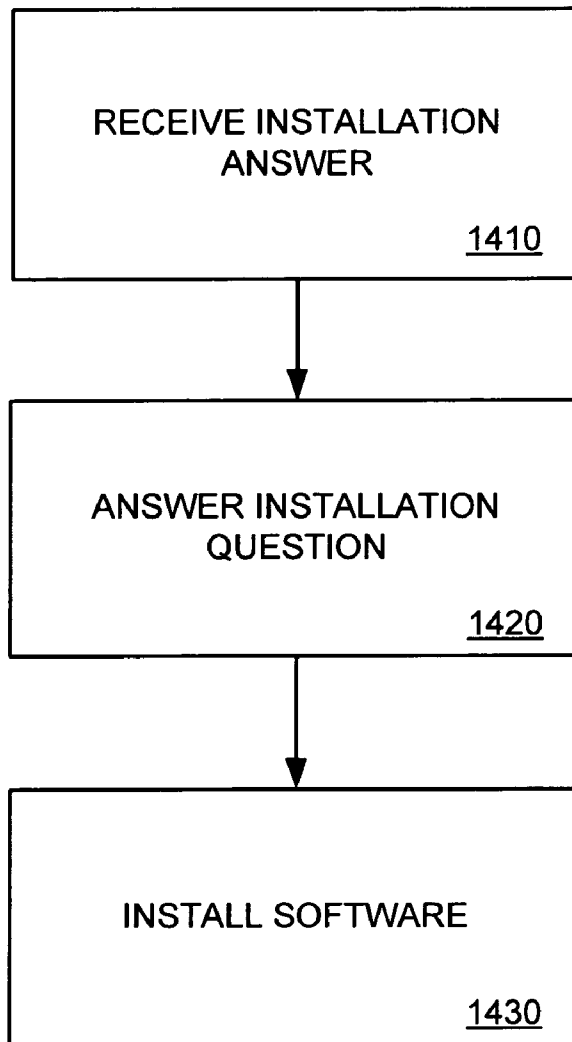 RECEIVE INSTALLATION
ANSWER
1410
ANSWER INSTALLATION
QUESTION
1420
INSTALL SOFTWARE
1430